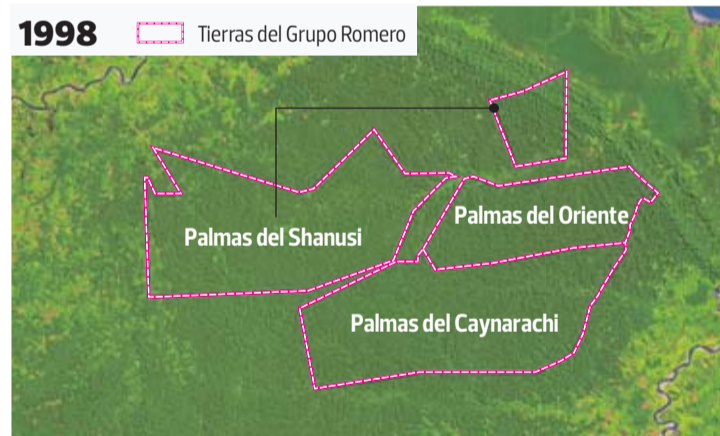 1998
Tierras del Grupo Romero
Palmas del Oriente
Palmas del Shanusi
Palmas del Caynarachi